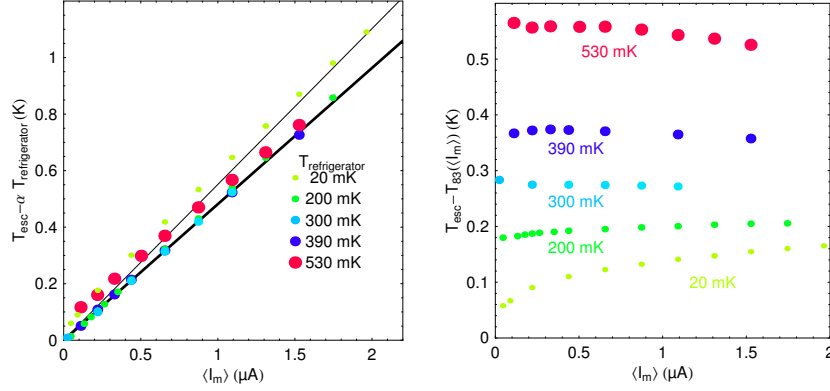 T_esc–α T_refrigerator (K)
1
0.8
0.6
0.4
0.2
0
0
0.5
1
1.5
2
⟨I_m⟩ (μA)
T_refrigerator
20 mK
200 mK
300 mK
390 mK
530 mK
T_esc–T_83(⟨I_m⟩) (K)
0.5
0.4
0.3
0.2
0.1
0
0
0.5
1
1.5
2
⟨I_m⟩ (μA)
530 mK
390 mK
300 mK
200 mK
20 mK